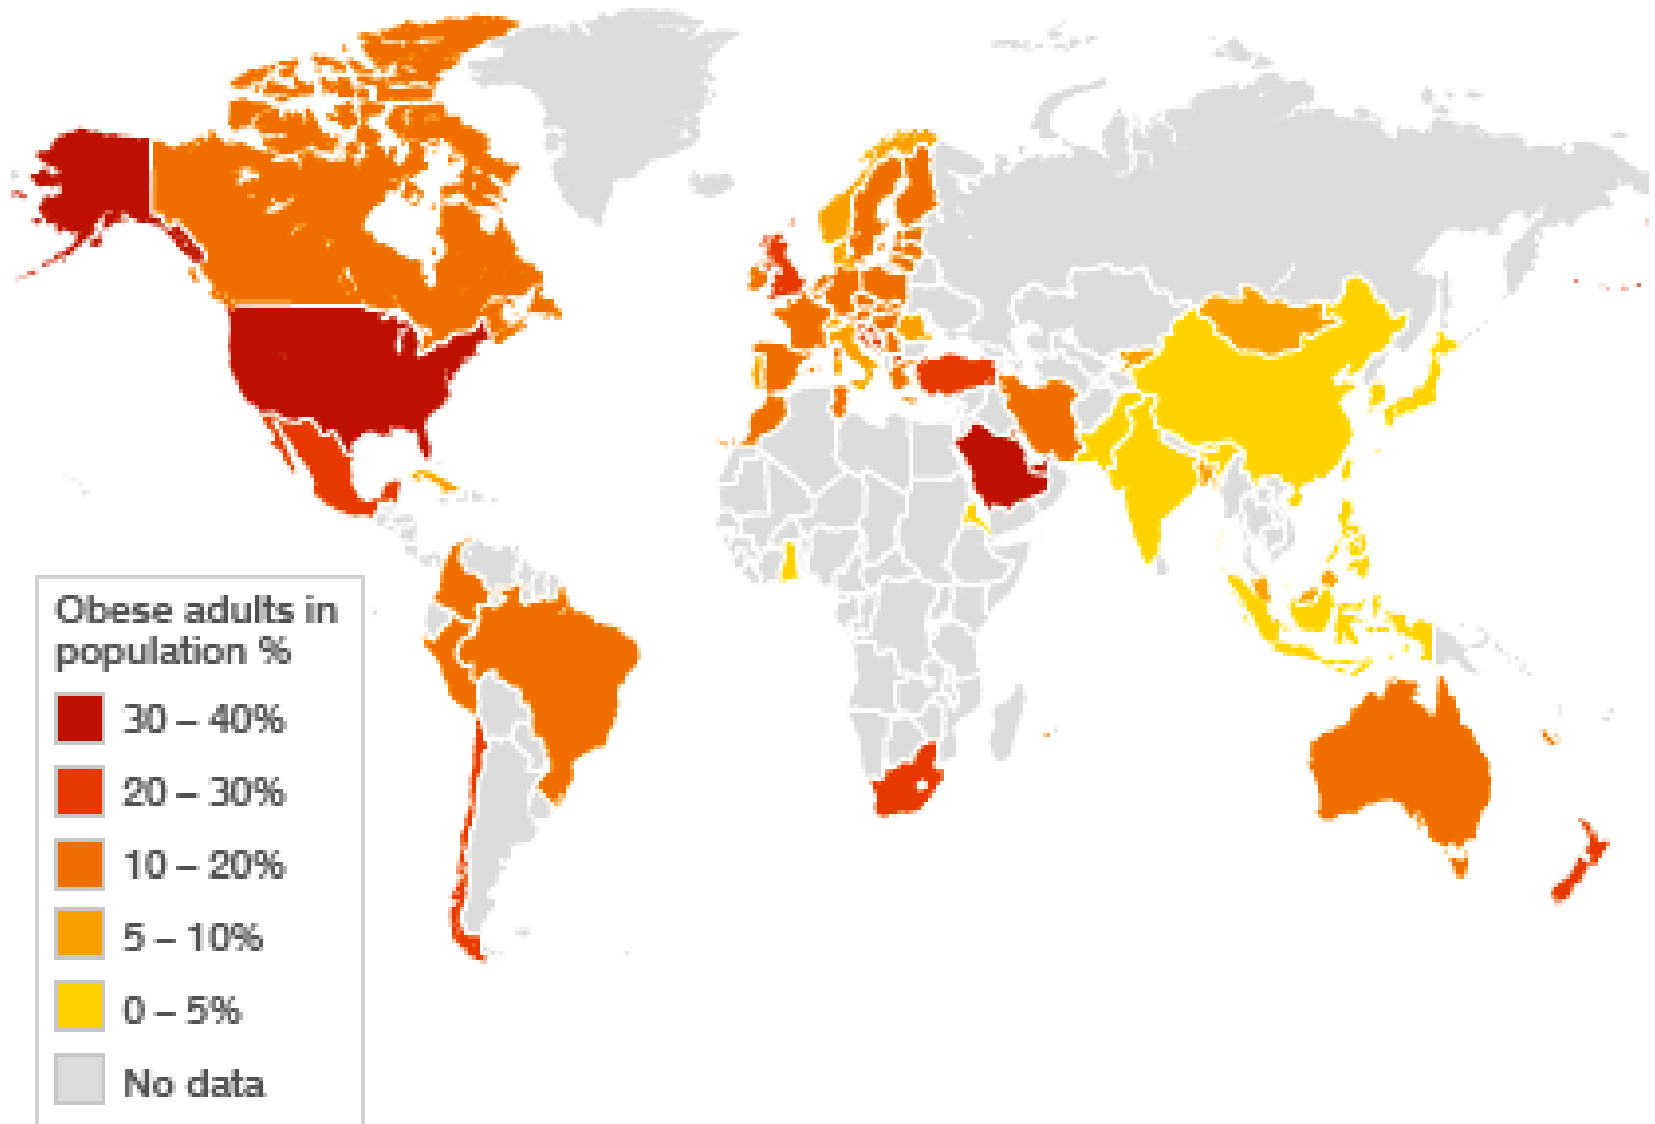 Obese adults in
population %
30 – 40%
20 – 30%
10 – 20%
5 – 10%
0 – 5%
No data